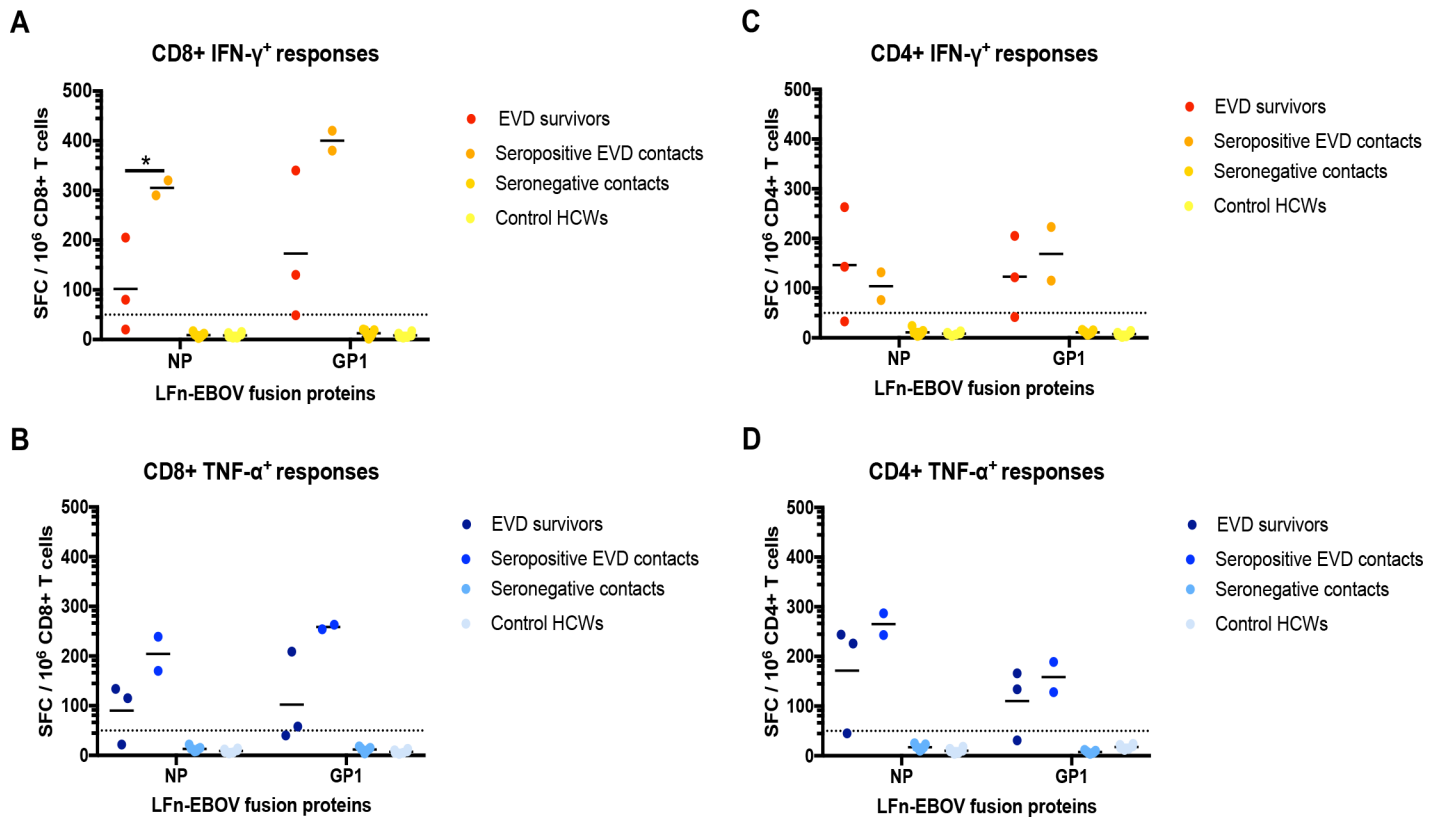 A
CD8+ IFN-γ⁺ responses
SFC / 10⁶ CD8+ T cells
500
400
300
200
100
0
*
NP
GP1
LFn-EBOV fusion proteins
EVD survivors
Seropositive EVD contacts
Seronegative contacts
Control HCWs
C
CD4+ IFN-γ⁺ responses
SFC / 10⁶ CD4+ T cells
500
400
300
200
100
0
NP
GP1
LFn-EBOV fusion proteins
EVD survivors
Seropositive EVD contacts
Seronegative contacts
Control HCWs
B
CD8+ TNF-α⁺ responses
SFC / 10⁶ CD8+ T cells
500
400
300
200
100
0
NP
GP1
LFn-EBOV fusion proteins
EVD survivors
Seropositive EVD contacts
Seronegative contacts
Control HCWs
D
CD4+ TNF-α⁺ responses
SFC / 10⁶ CD4+ T cells
500
400
300
200
100
0
NP
GP1
LFn-EBOV fusion proteins
EVD survivors
Seropositive EVD contacts
Seronegative contacts
Control HCWs